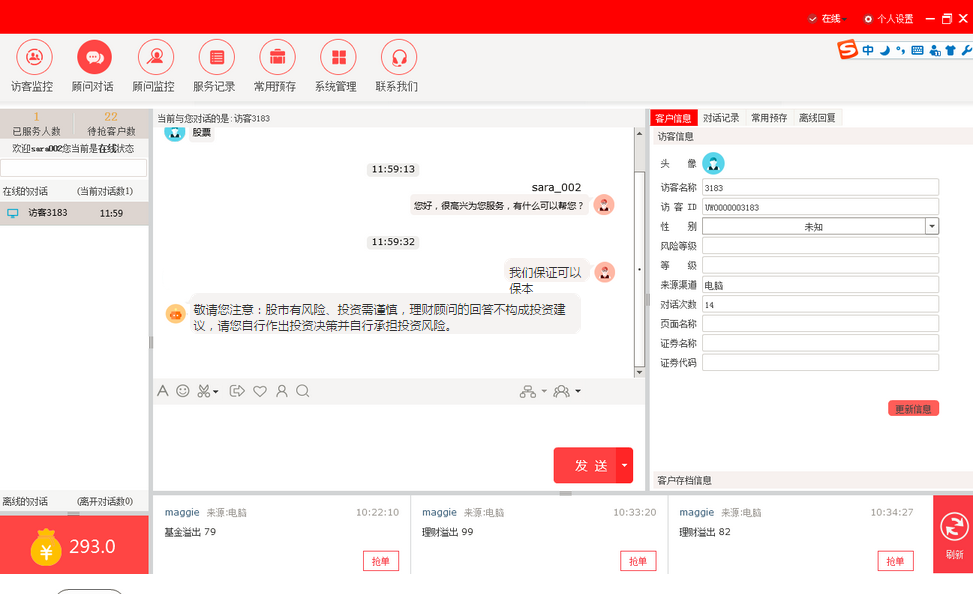 在线
个人设置
中
访客监控
顾问对话
顾问监控
服务记录
常用预存
系统管理
联系我们
1
22
已服务人数
待抢客户数
欢迎sara002您当前是在线状态
在线的对话 (当前对话数1)
访客3183 11:59
离线的对话 (离开对话数0)
¥ 293.0
当前与您对话的是:访客3183
股票
11:59:13
sara_002
您好，很高兴为您服务，有什么可以帮您？
11:59:32
我们保证可以
保本
敬请您注意：股市有风险、投资需谨慎，理财顾问的回答不构成投资建
议，请您自行作出投资决策并自行承担投资风险。
发 送
客户信息 对话记录 常用预存 离线回复
访客信息
头 像
访客名称 3183
访 客 ID VW0000003183
性 别 未知
风险等级
等 级
来源渠道 电脑
对话次数 14
页面名称
证券名称
证券代码
更新信息
客户存档信息
maggie 来源:电脑 10:22:10
基金溢出 79
抢单
maggie 来源:电脑 10:33:20
理财溢出 99
抢单
maggie 来源:电脑 10:34:27
理财溢出 82
抢单
刷新